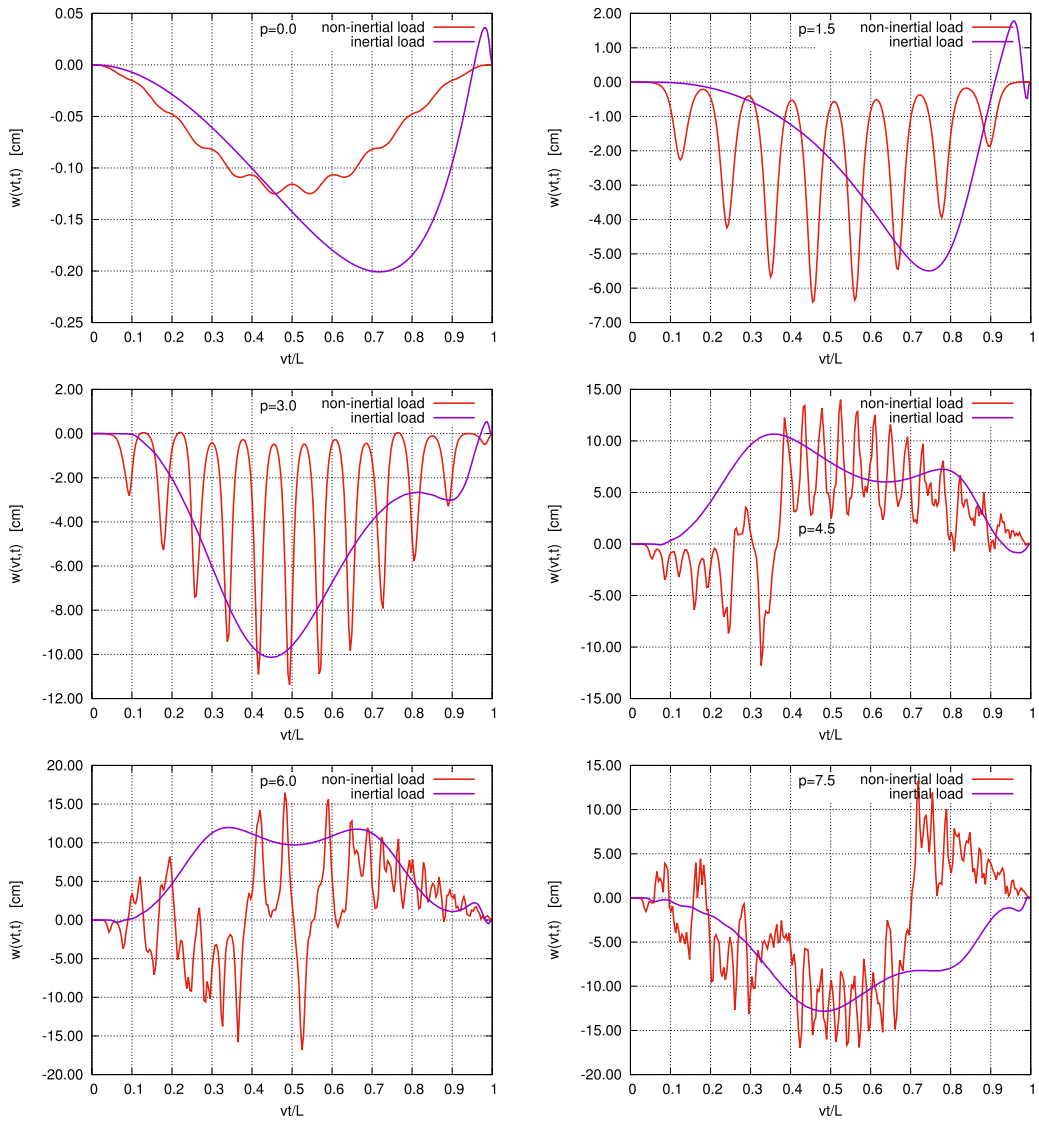 p=0.0
non-inertial load
inertial load
0.05
0.00
-0.05
-0.10
-0.15
-0.20
-0.25
0 0.1 0.2 0.3 0.4 0.5 0.6 0.7 0.8 0.9 1
vt/L
w(vt,t) [cm]
p=1.5
non-inertial load
inertial load
2.00
1.00
0.00
-1.00
-2.00
-3.00
-4.00
-5.00
-6.00
-7.00
0 0.1 0.2 0.3 0.4 0.5 0.6 0.7 0.8 0.9 1
vt/L
w(vt,t) [cm]
p=3.0
non-inertial load
inertial load
2.00
0.00
-2.00
-4.00
-6.00
-8.00
-10.00
-12.00
0 0.1 0.2 0.3 0.4 0.5 0.6 0.7 0.8 0.9 1
vt/L
w(vt,t) [cm]
non-inertial load
inertial load
p=4.5
15.00
10.00
5.00
0.00
-5.00
-10.00
-15.00
0 0.1 0.2 0.3 0.4 0.5 0.6 0.7 0.8 0.9 1
vt/L
w(vt,t) [cm]
p=6.0
non-inertial load
inertial load
20.00
15.00
10.00
5.00
0.00
-5.00
-10.00
-15.00
-20.00
0 0.1 0.2 0.3 0.4 0.5 0.6 0.7 0.8 0.9 1
vt/L
w(vt,t) [cm]
p=7.5
non-inertial load
inertial load
15.00
10.00
5.00
0.00
-5.00
-10.00
-15.00
-20.00
0 0.1 0.2 0.3 0.4 0.5 0.6 0.7 0.8 0.9 1
vt/L
w(vt,t) [cm]